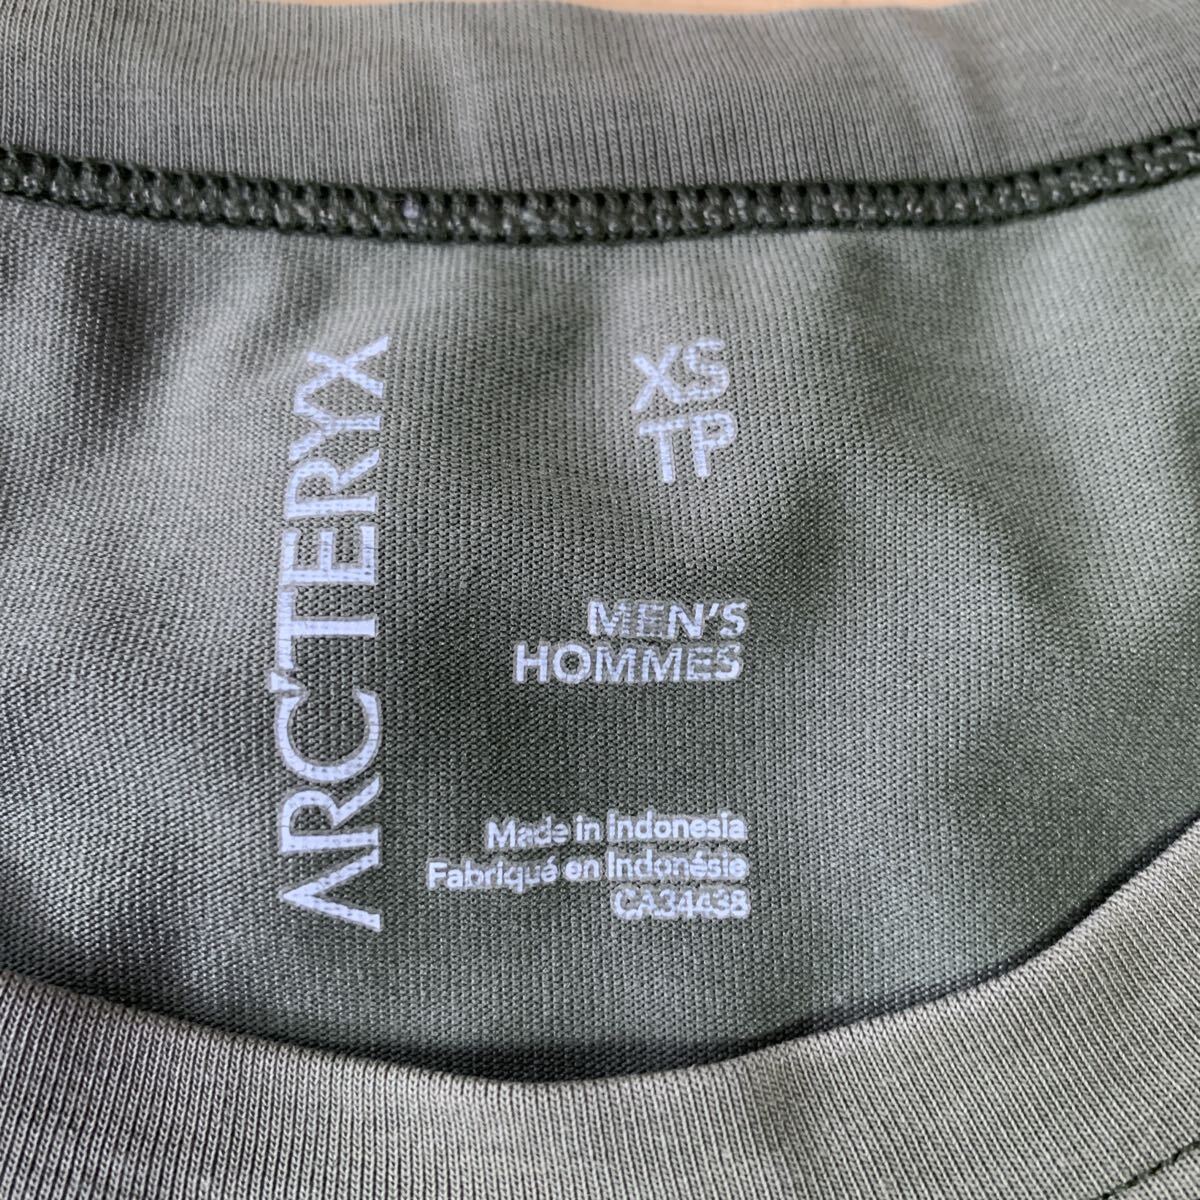 ARC'TERYX
XS
TP
MEN'S
HOMMES
Made in Indonesia
Fabriqué en Indonésie
CA34438